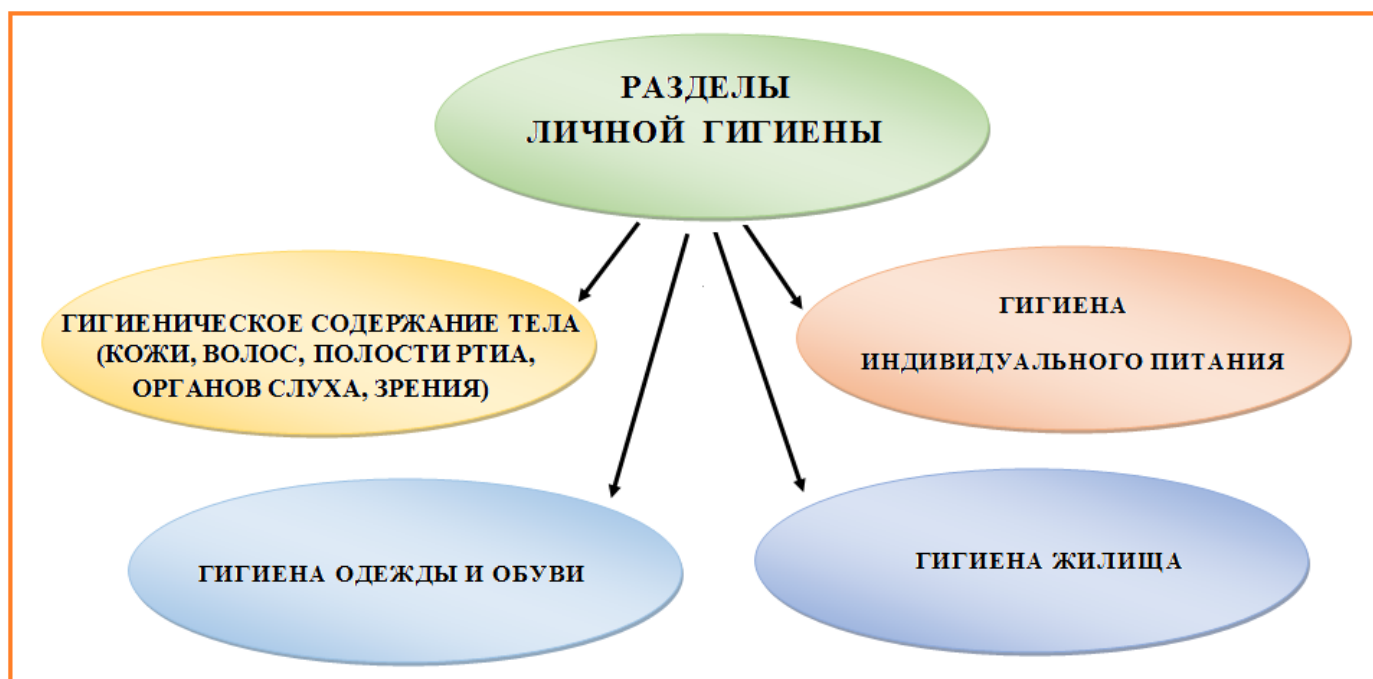 РАЗДЕЛЫ
ЛИЧНОЙ ГИГИЕНЫ
ГИГИЕНИЧЕСКОЕ СОДЕРЖАНИЕ ТЕЛА
(КОЖИ, ВОЛОС, ПОЛОСТИ РТИА,
ОРГАНОВ СЛУХА, ЗРЕНИЯ)
ГИГИЕНА
ИНДИВИДУАЛЬНОГО ПИТАНИЯ
ГИГИЕНА ОДЕЖДЫ И ОБУВИ
ГИГИЕНА ЖИЛИЩА